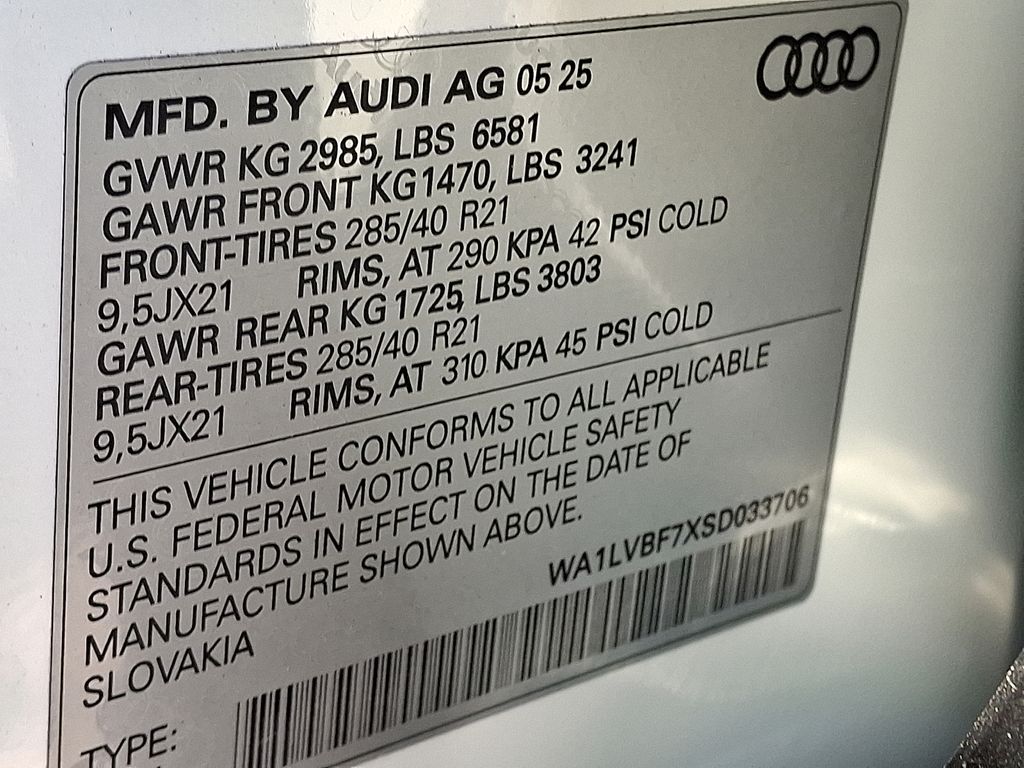 MFD. BY AUDI AG 05 25
GVWR KG 2985, LBS 6581
GAWR FRONT KG1470, LBS 3241
FRONT-TIRES 285/40 R21
9,5JX21 RIMS, AT 290 KPA 42 PSI COLD
GAWR REAR KG 1725, LBS 3803
REAR-TIRES 285/40 R21
9,5JX21 RIMS, AT 310 KPA 45 PSI COLD
THIS VEHICLE CONFORMS TO ALL APPLICABLE
U.S. FEDERAL MOTOR VEHICLE SAFETY
STANDARDS IN EFFECT ON THE DATE OF
MANUFACTURE SHOWN ABOVE.
SLOVAKIA
WA1LVBF7XSD033706
TYPE: